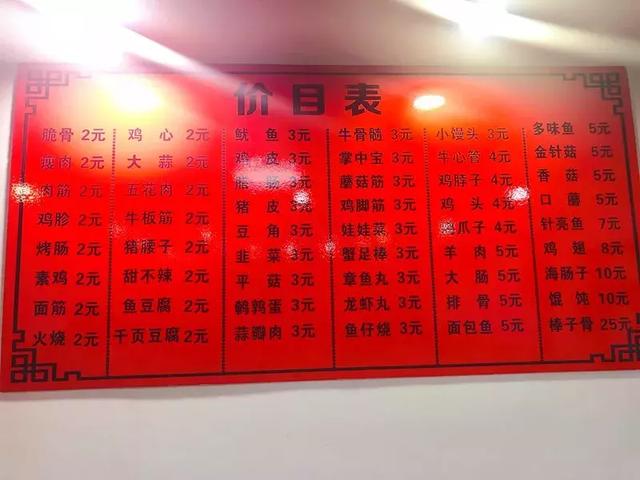 价目表
脆骨 2元
瘦肉 2元
肉筋 2元
鸡胗 2元
烤肠 2元
素鸡 2元
面筋 2元
火烧 2元
鸡心 2元
大蒜 2元
五花肉 2元
牛板筋 2元
猪腰子 2元
甜不辣 2元
鱼豆腐 2元
千页豆腐 2元
鱿鱼 3元
鸡皮 3元
肠 3元
猪皮 3元
豆角 3元
韭菜 3元
平菇 3元
鹌鹑蛋 3元
蒜瓣肉 3元
牛骨髓 3元
掌中宝 3元
蘑菇筋 3元
鸡脚筋 3元
娃娃菜 3元
蟹足棒 3元
章鱼丸 3元
龙虾丸 3元
鱼仔烧 3元
小馒头 3元
牛心管 4元
鸡脖子 4元
鸡头 4元
鸡爪子 4元
羊肉 5元
大肠 5元
排骨 5元
面包鱼 5元
多味鱼 5元
金针菇 5元
香菇 5元
口蘑 5元
针亮鱼 7元
鸡翅 8元
海肠子 10元
馄饨 10元
棒子骨 25元